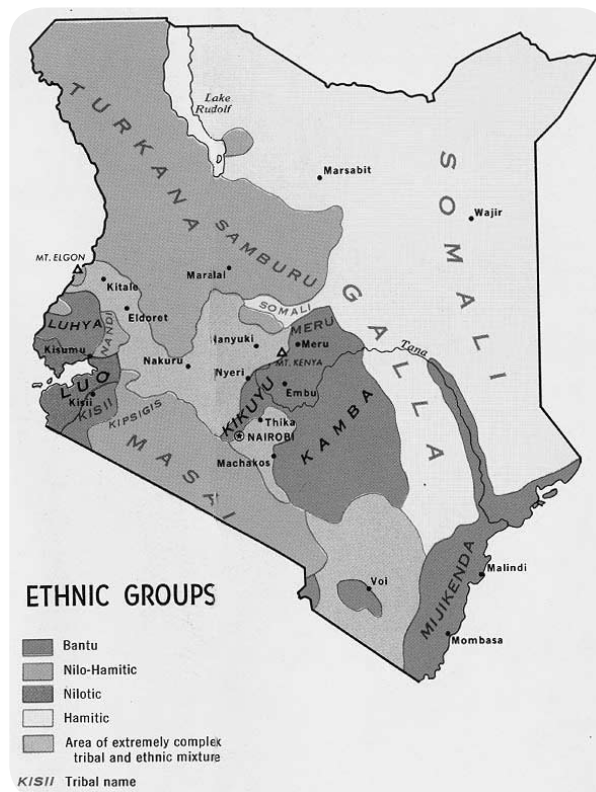 TURKANA
Lake
Rudolf
D
Marsabit
SOMALI
Wajir
MT. ELGON
SAMBURU
Maralal
Kitale
Eldoret
GALLA
SOMALI
LUHYA
NANDI
MERU
Nanyuki
Meru
Kisumu
MT. KENYA
Tana
Nakuru
Nyeri
LUO
Embu
Kisii
KISII
KIKUYU
KAMBA
KIPSIGIS
Thika
NAIROBI
MASAI
Machakos
Voi
Malindi
MIJIKENDA
Mombasa
ETHNIC GROUPS
Bantu
Nilo-Hamitic
Nilotic
Hamitic
Area of extremely complex
tribal and ethnic mixture
KISII Tribal name